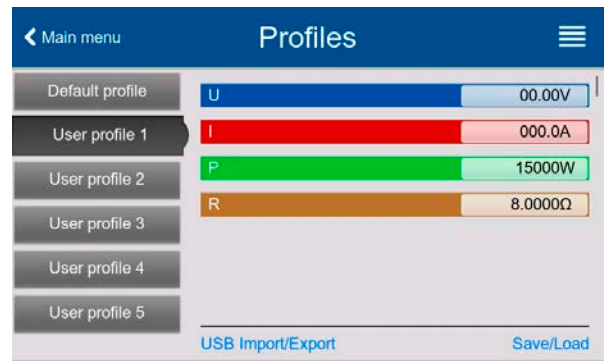 Main menu
Profiles
Default profile
User profile 1
User profile 2
User profile 3
User profile 4
User profile 5
U 00.00V
I 000.0A
P 15000W
R 8.0000Ω
USB Import/Export
Save/Load